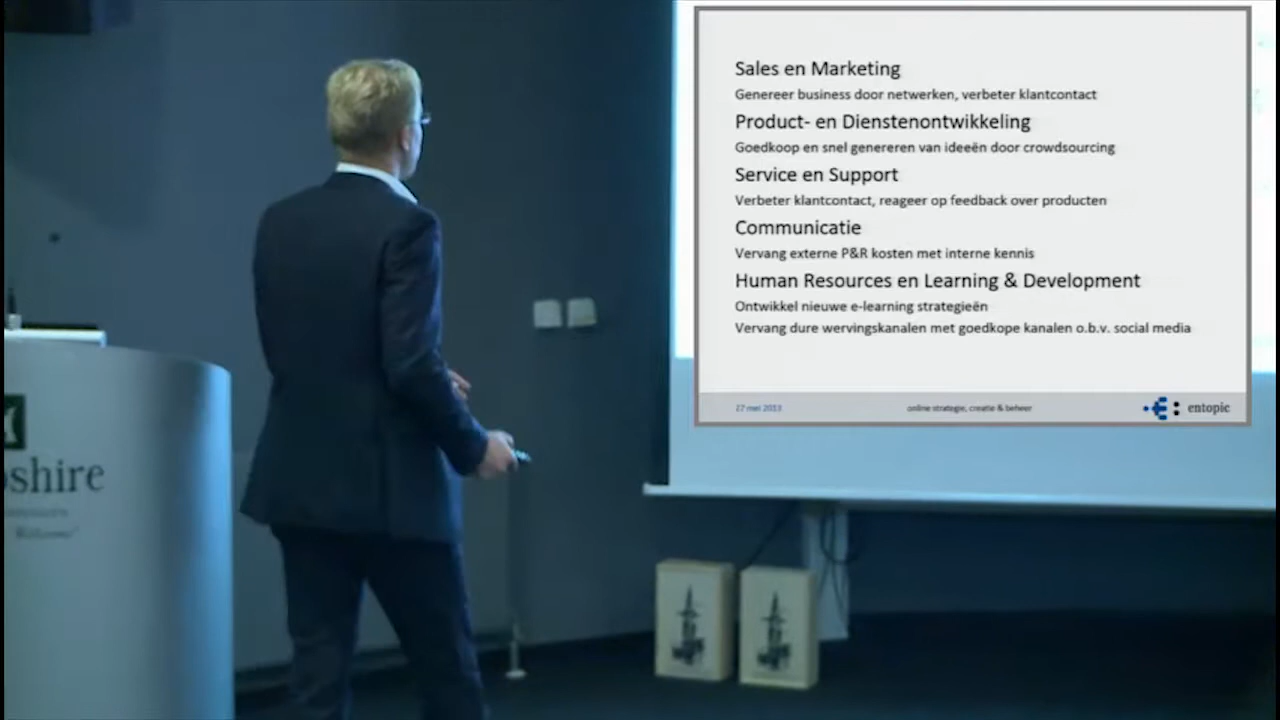 Sales en Marketing
Genereer business door netwerken, verbeter klantcontact
Product- en Dienstenontwikkeling
Goedkoop en snel genereren van ideeën door crowdsourcing
Service en Support
Verbeter klantcontact, reageer op feedback over producten
Communicatie
Vervang externe P&R kosten met interne kennis
Human Resources en Learning & Development
Ontwikkel nieuwe e-learning strategieën
Vervang dure wervingskanalen met goedkope kanalen o.b.v. social media
27 mei 2013
online strategie, creatie & beheer
entopic
shire